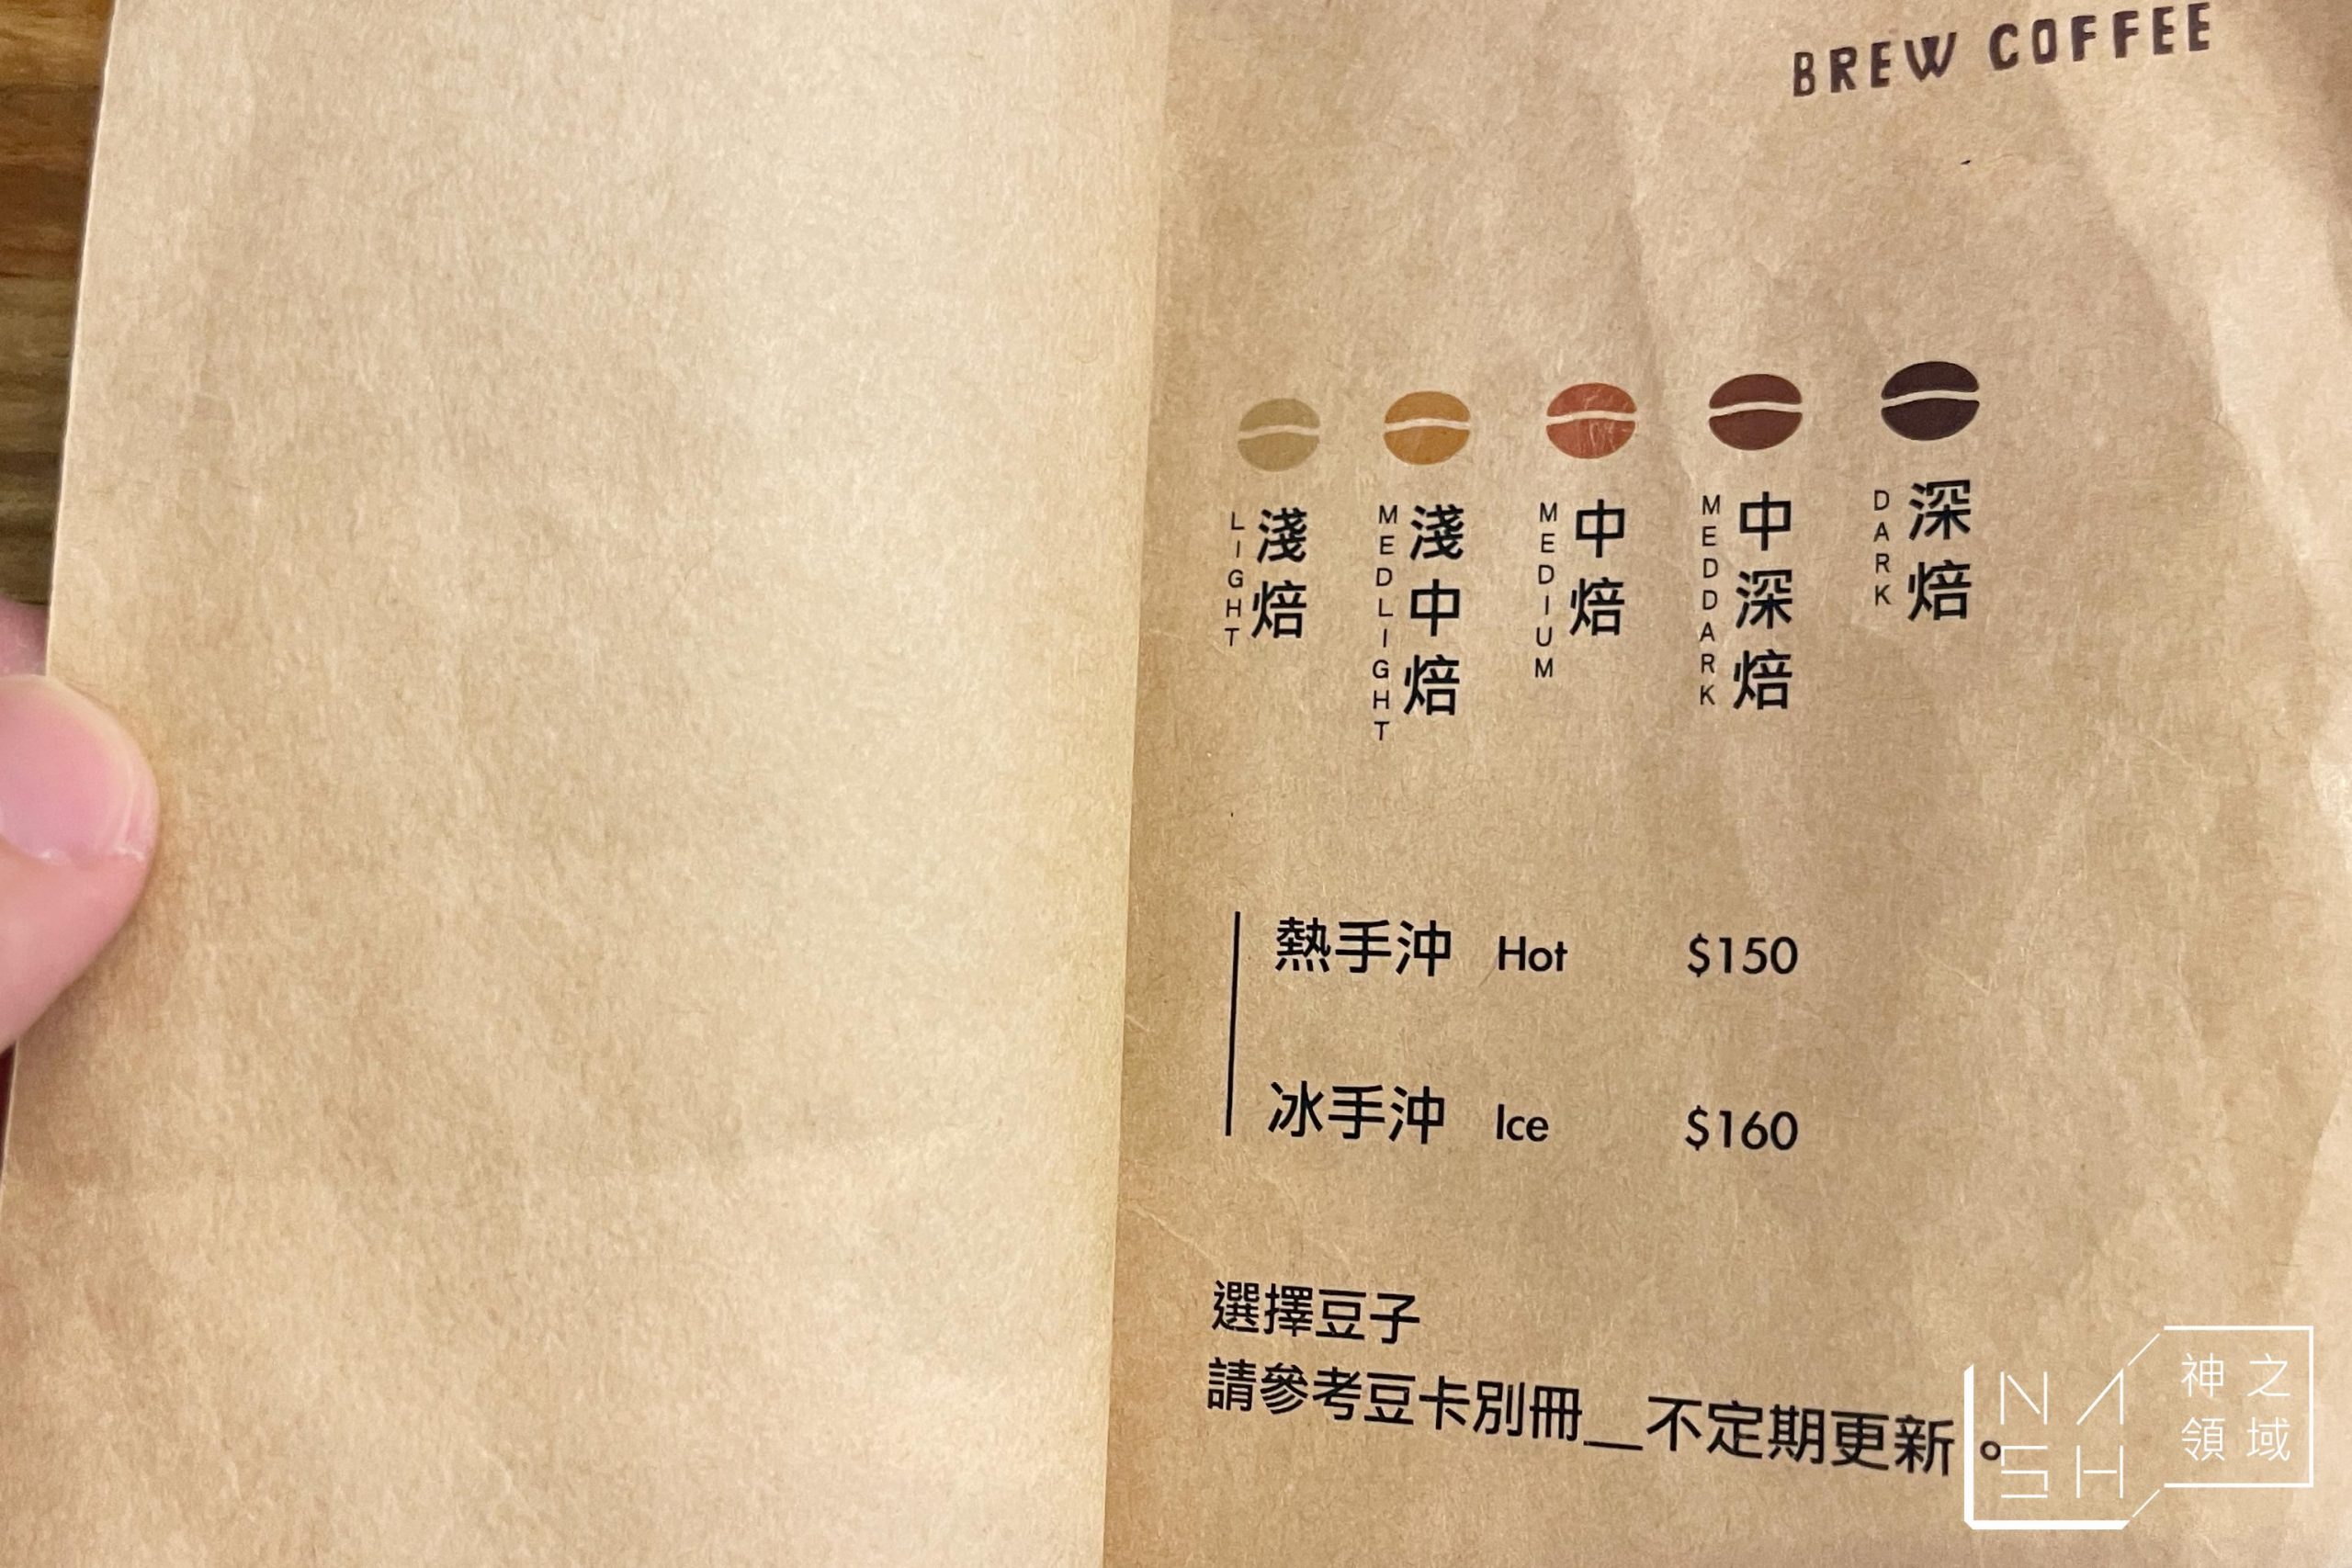 BREW COFFEE
LIGHT 淺焙
MEDLIGHT 淺中焙
MEDIUM 中焙
MEDDARK 中深焙
DARK 深焙
熱手沖 Hot $150
冰手沖 Ice $160
選擇豆子
請參考豆卡別冊__不定期更新。
NASH
神之
領域